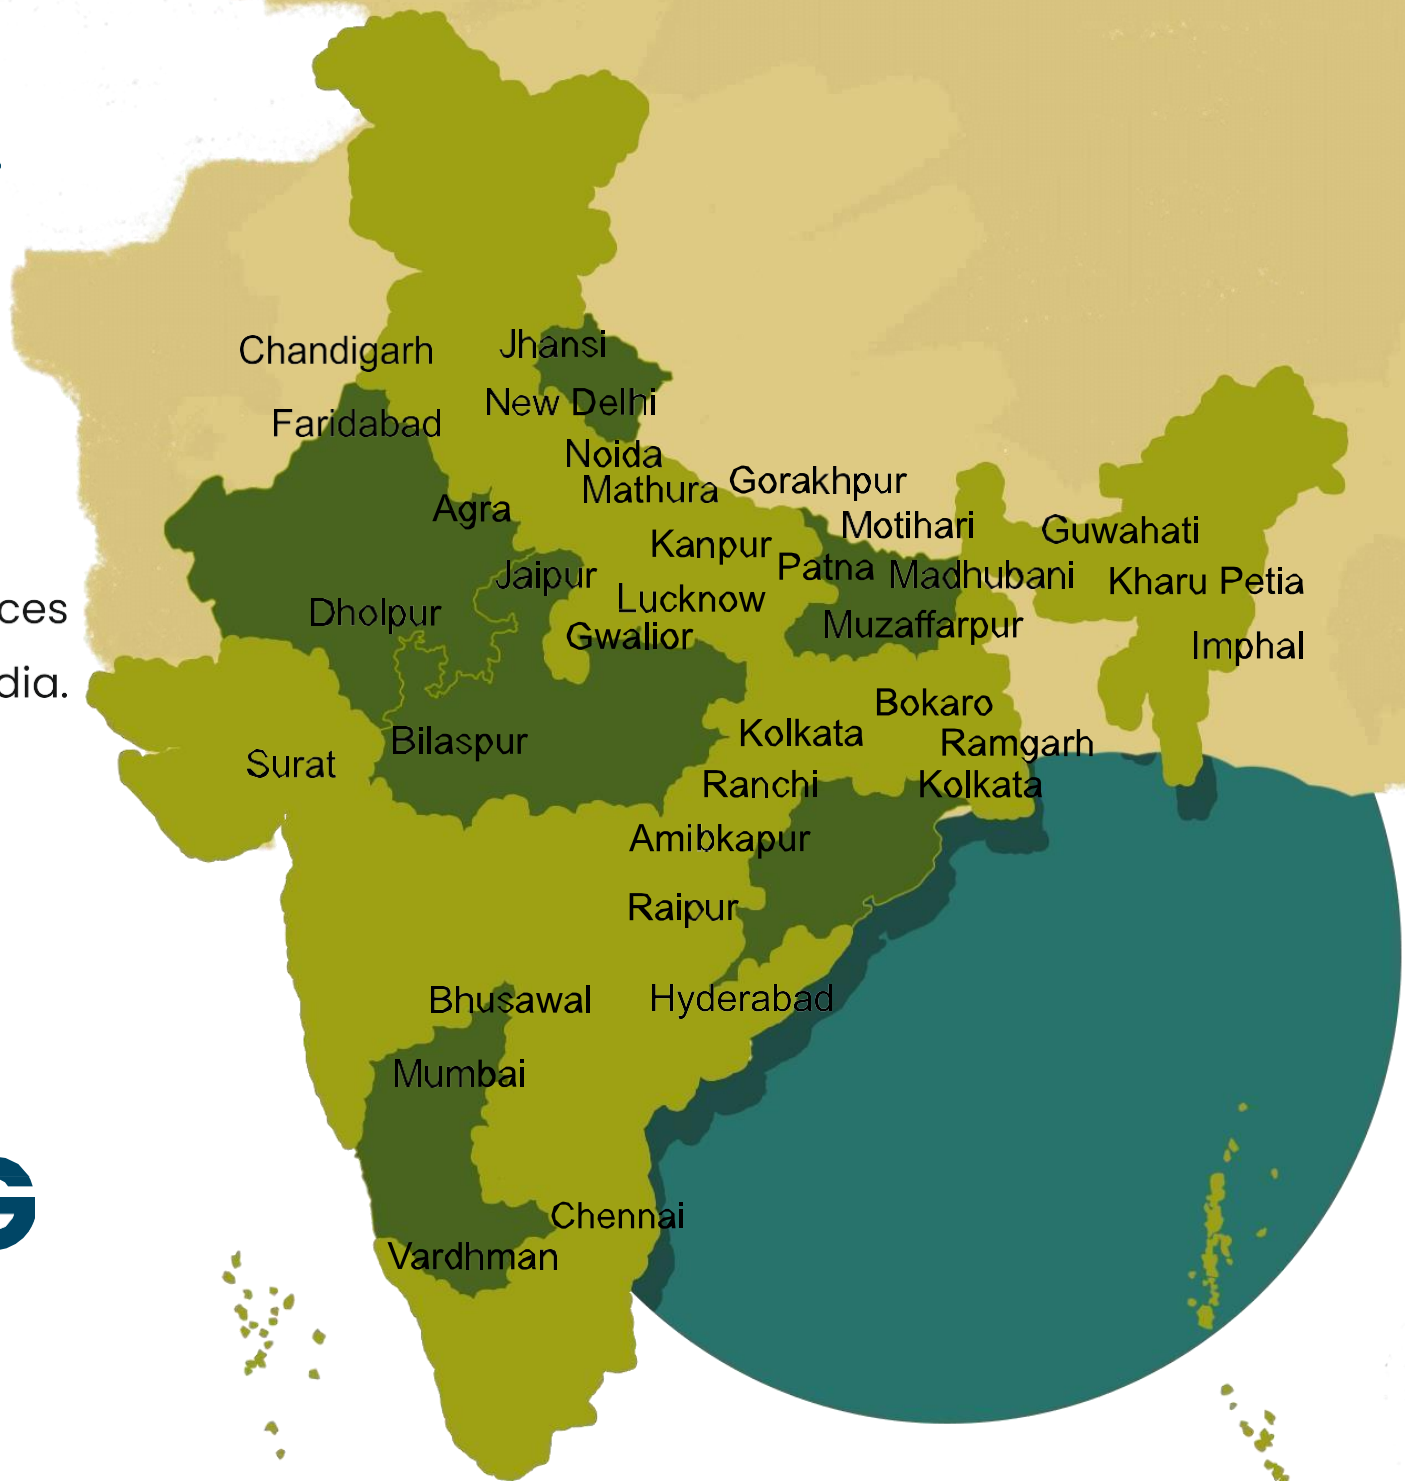 Chandigarh
Jhansi
New Delhi
Faridabad
Noida
Mathura
Gorakhpur
Agra
Motihari
Guwahati
Kanpur
Patna
Madhubani
Kharu Petia
Jaipur
Lucknow
Dholpur
ces
Gwalior
Muzaffarpur
Imphal
dia.
Bokaro
Bilaspur
Kolkata
Ramgarh
Surat
Ranchi
Kolkata
Amibkapur
Raipur
Bhusawal
Hyderabad
Mumbai
G
Chennai
Vardhman